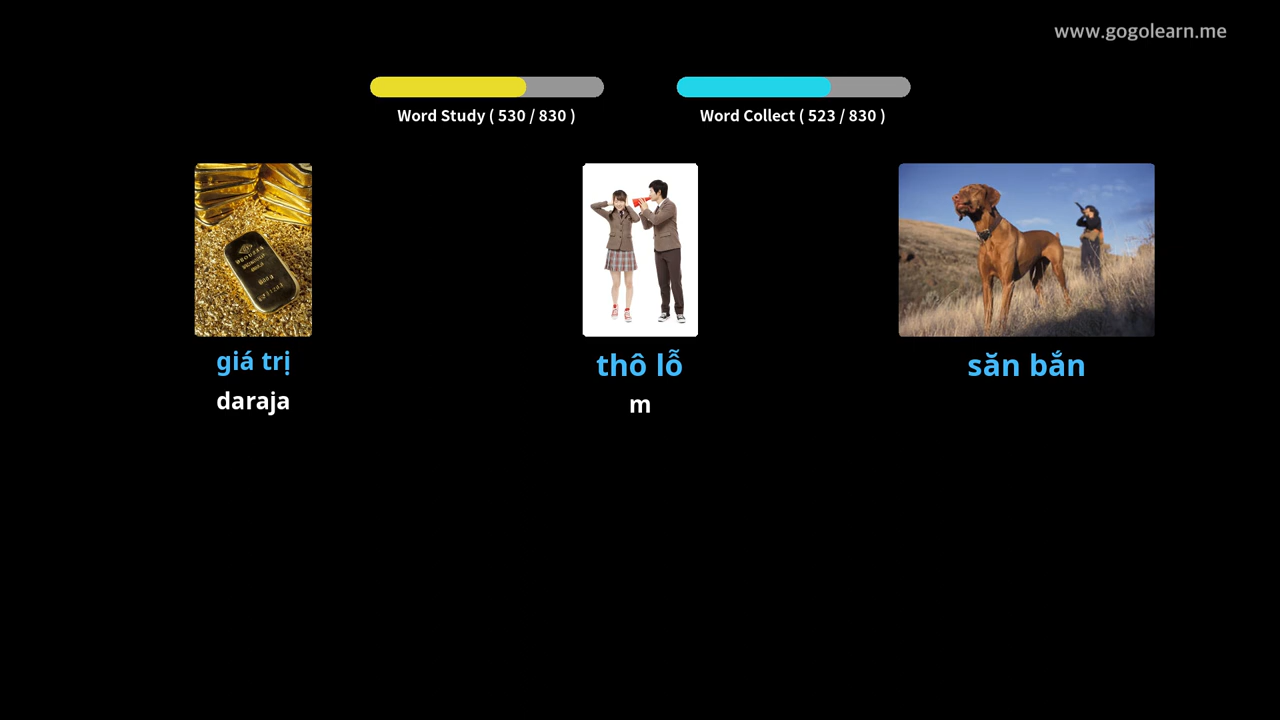 www.gogolearn.me
Word Study ( 530 / 830 )
Word Collect ( 523 / 830 )
giá trị
daraja
thô lỗ
m
săn bắn